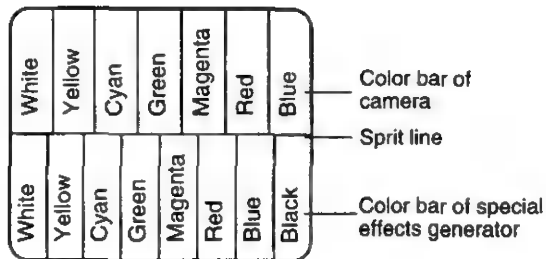 White Yellow Cyan Green Magenta Red Blue
Color bar of
camera
Sprit line
White Yellow Cyan Green Magenta Red Blue Black
Color bar of special
effects generator